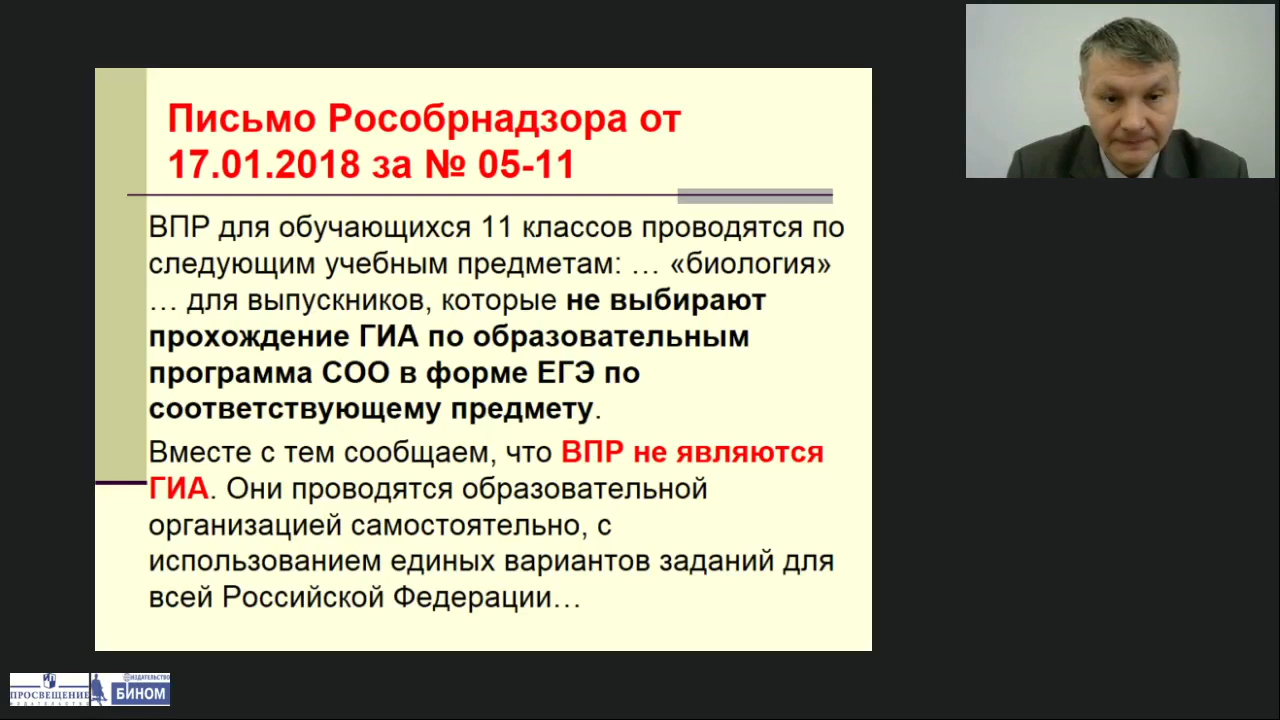 Письмо Рособрнадзора от
17.01.2018 за № 05-11
ВПР для обучающихся 11 классов проводятся по
следующим учебным предметам: … «биология»
… для выпускников, которые не выбирают
прохождение ГИА по образовательным
программа СОО в форме ЕГЭ по
соответствующему предмету.
Вместе с тем сообщаем, что ВПР не являются
ГИА. Они проводятся образовательной
организацией самостоятельно, с
использованием единых вариантов заданий для
всей Российской Федерации…
ПРОСВЕЩЕНИЕ
ИЗДАТЕЛЬСТВО
ИЗДАТЕЛЬСТВО
БИНОМ